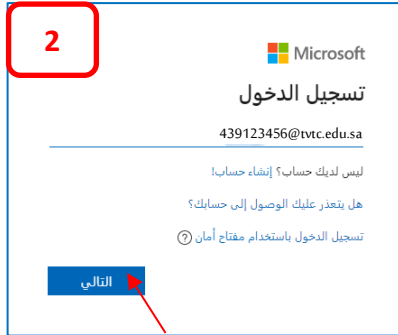 2
Microsoft
تسجيل الدخول
439123456@tvtc.edu.sa
ليس لديك حساب؟ إنشاء حساب!
هل يتعذر عليك الوصول إلى حسابك؟
تسجيل الدخول باستخدام مفتاح أمان ?
التالي